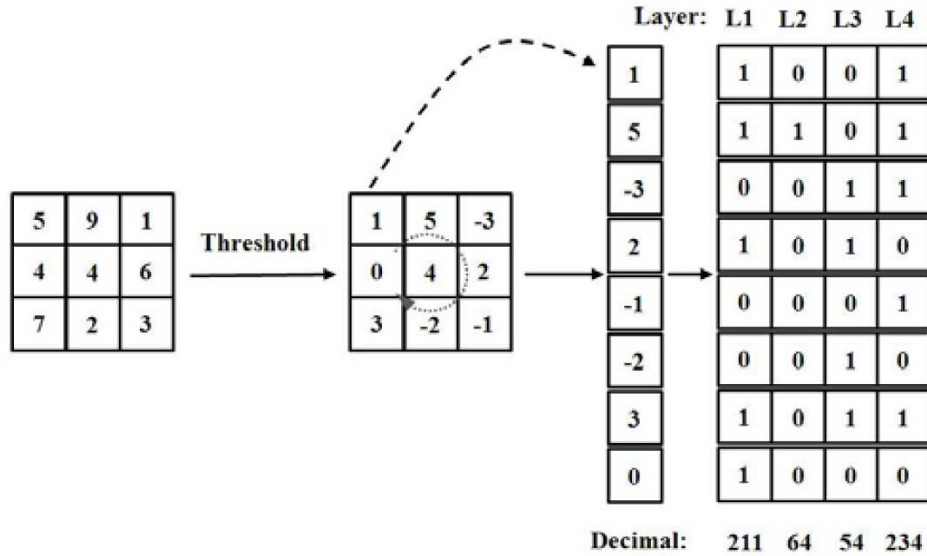 Layer: L1 L2 L3 L4
1 1 0 0 1
5 1 1 0 1
-3 0 0 1 1
5 9 1
4 4 6
7 2 3
Threshold
1 5 -3
0 4 2
3 -2 -1
2 1 0 1 0
-1 0 0 0 1
-2 0 0 1 0
3 1 0 1 1
0 1 0 0 0
Decimal: 211 64 54 234